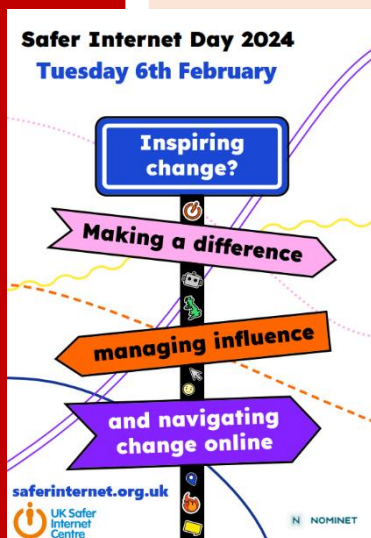 Safer Internet Day 2024
Tuesday 6th February
Inspiring
change?
Making a difference
managing influence
and navigating
change online
saferinternet.org.uk
UK Safer
Internet
Centre
N NOMINET